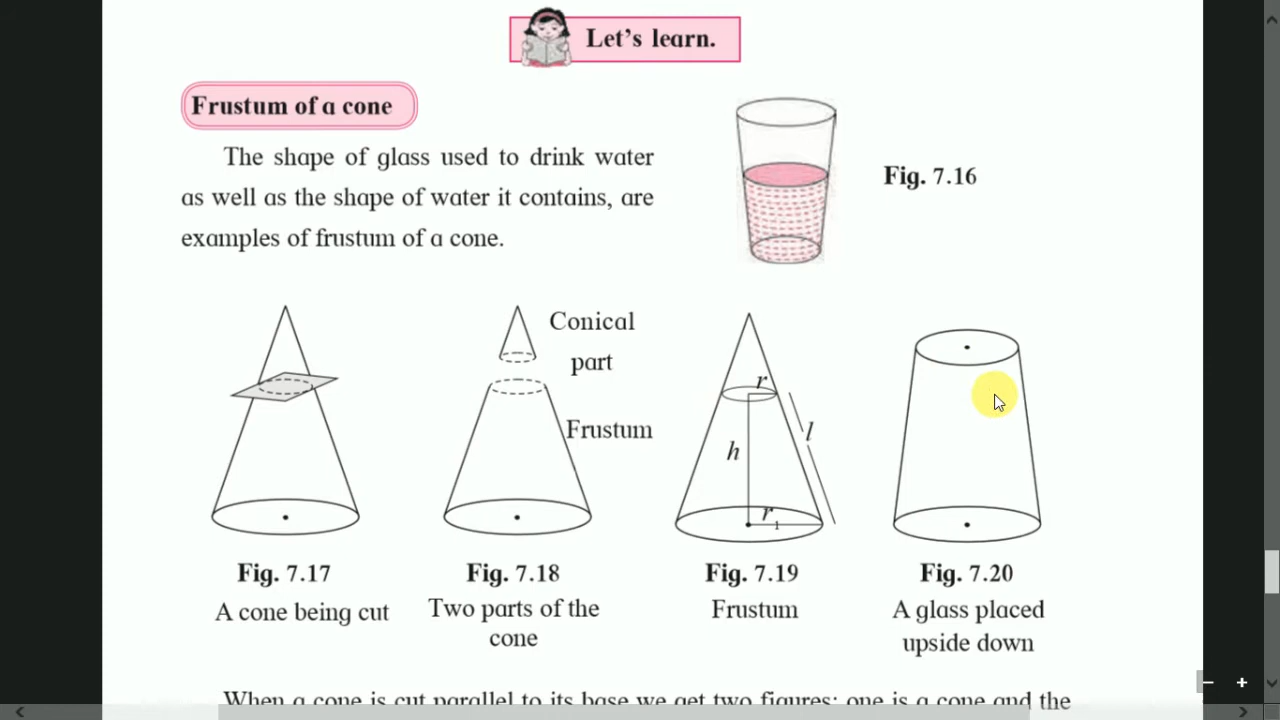 Let's learn.
Frustum of a cone
The shape of glass used to drink water
as well as the shape of water it contains, are
examples of frustum of a cone.
Fig. 7.16
Conical
part
Frustum
r
h
l
r₁
Fig. 7.17
A cone being cut
Fig. 7.18
Two parts of the
cone
Fig. 7.19
Frustum
Fig. 7.20
A glass placed
upside down
When a cone is cut parallel to its base we get two figures; one is a cone and the